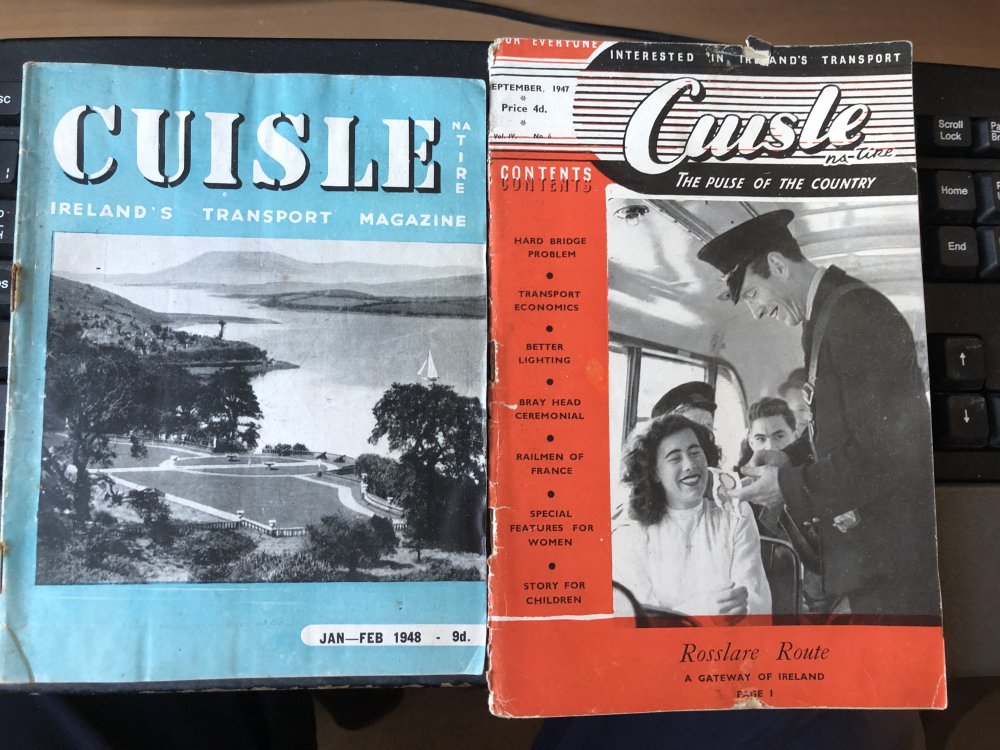 CUISLE
NA
TIRE
IRELAND'S TRANSPORT MAGAZINE
JAN—FEB 1948 - 9d.
FOR EVERYONE INTERESTED IN IRELAND'S TRANSPORT
SEPTEMBER, 1947
*
Price 4d.
*
Vol. IV. No. 6
Cuisle
na-tire.
THE PULSE OF THE COUNTRY
CONTENTS
HARD BRIDGE
PROBLEM
●
TRANSPORT
ECONOMICS
●
BETTER
LIGHTING
●
BRAY HEAD
CEREMONIAL
●
RAILMEN OF
FRANCE
●
SPECIAL
FEATURES FOR
WOMEN
●
STORY FOR
CHILDREN
Rosslare Route
A GATEWAY OF IRELAND
PAGE 1
Scroll
Lock
Home
End
↑
↓